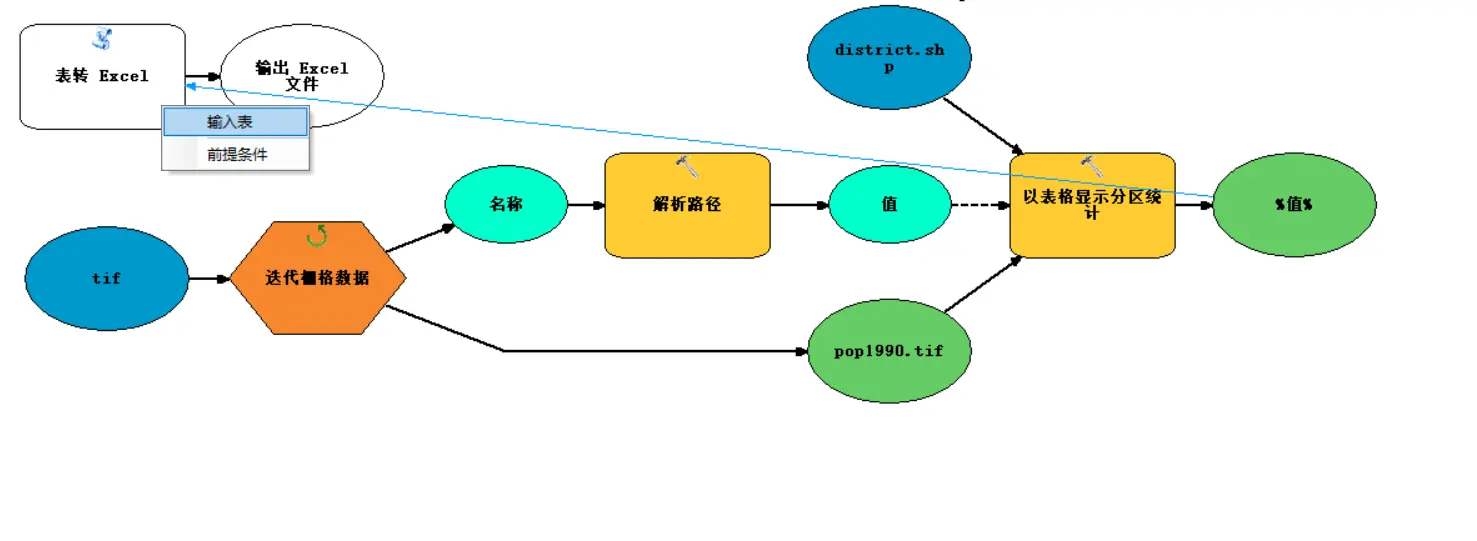 表转 Excel
输出 Excel
文件
输入表
前提条件
district.sh
p
名称
解析路径
值
以表格显示分区统
计
%值%
tif
迭代栅格数据
pop1990.tif